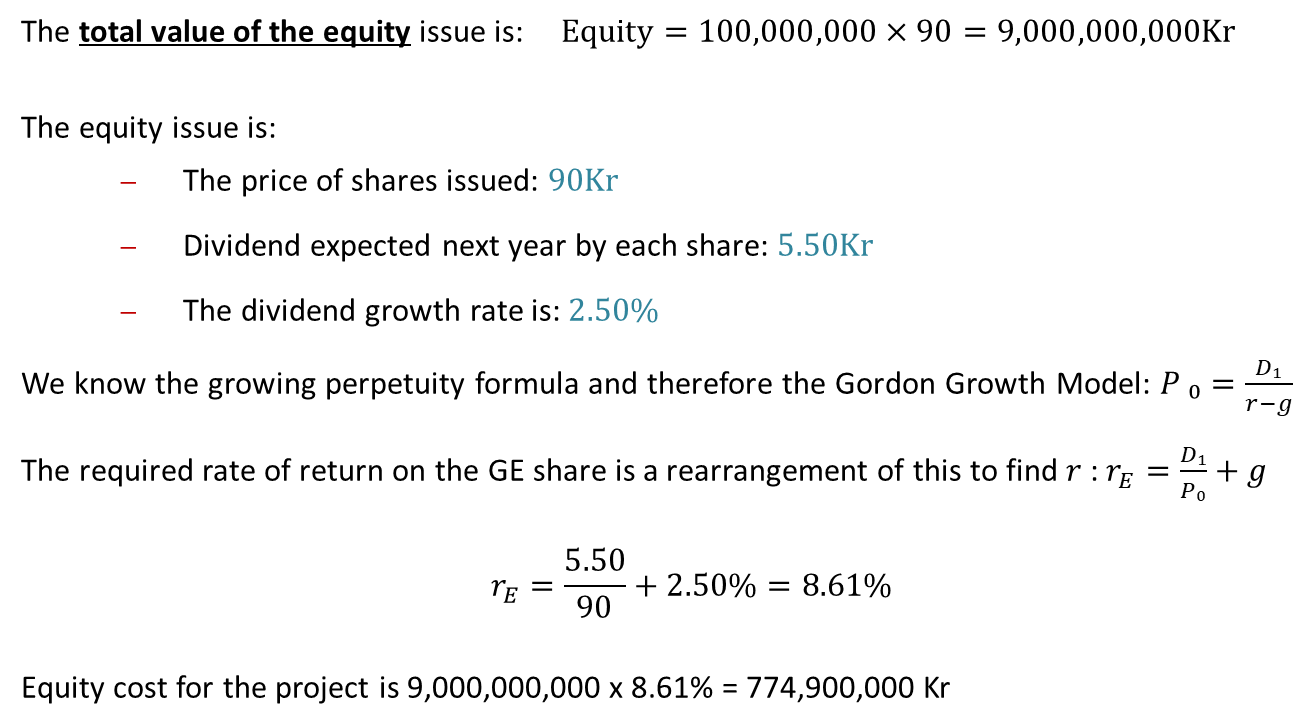 The total value of the equity issue is: Equity = 100,000,000 × 90 = 9,000,000,000Kr
The equity issue is:
– The price of shares issued: 90Kr
– Dividend expected next year by each share: 5.50Kr
– The dividend growth rate is: 2.50%
We know the growing perpetuity formula and therefore the Gordon Growth Model: P₀ = D₁/(r−g)
The required rate of return on the GE share is a rearrangement of this to find r : r_E = D₁/P₀ + g
r_E = 5.50/90 + 2.50% = 8.61%
Equity cost for the project is 9,000,000,000 x 8.61% = 774,900,000 Kr